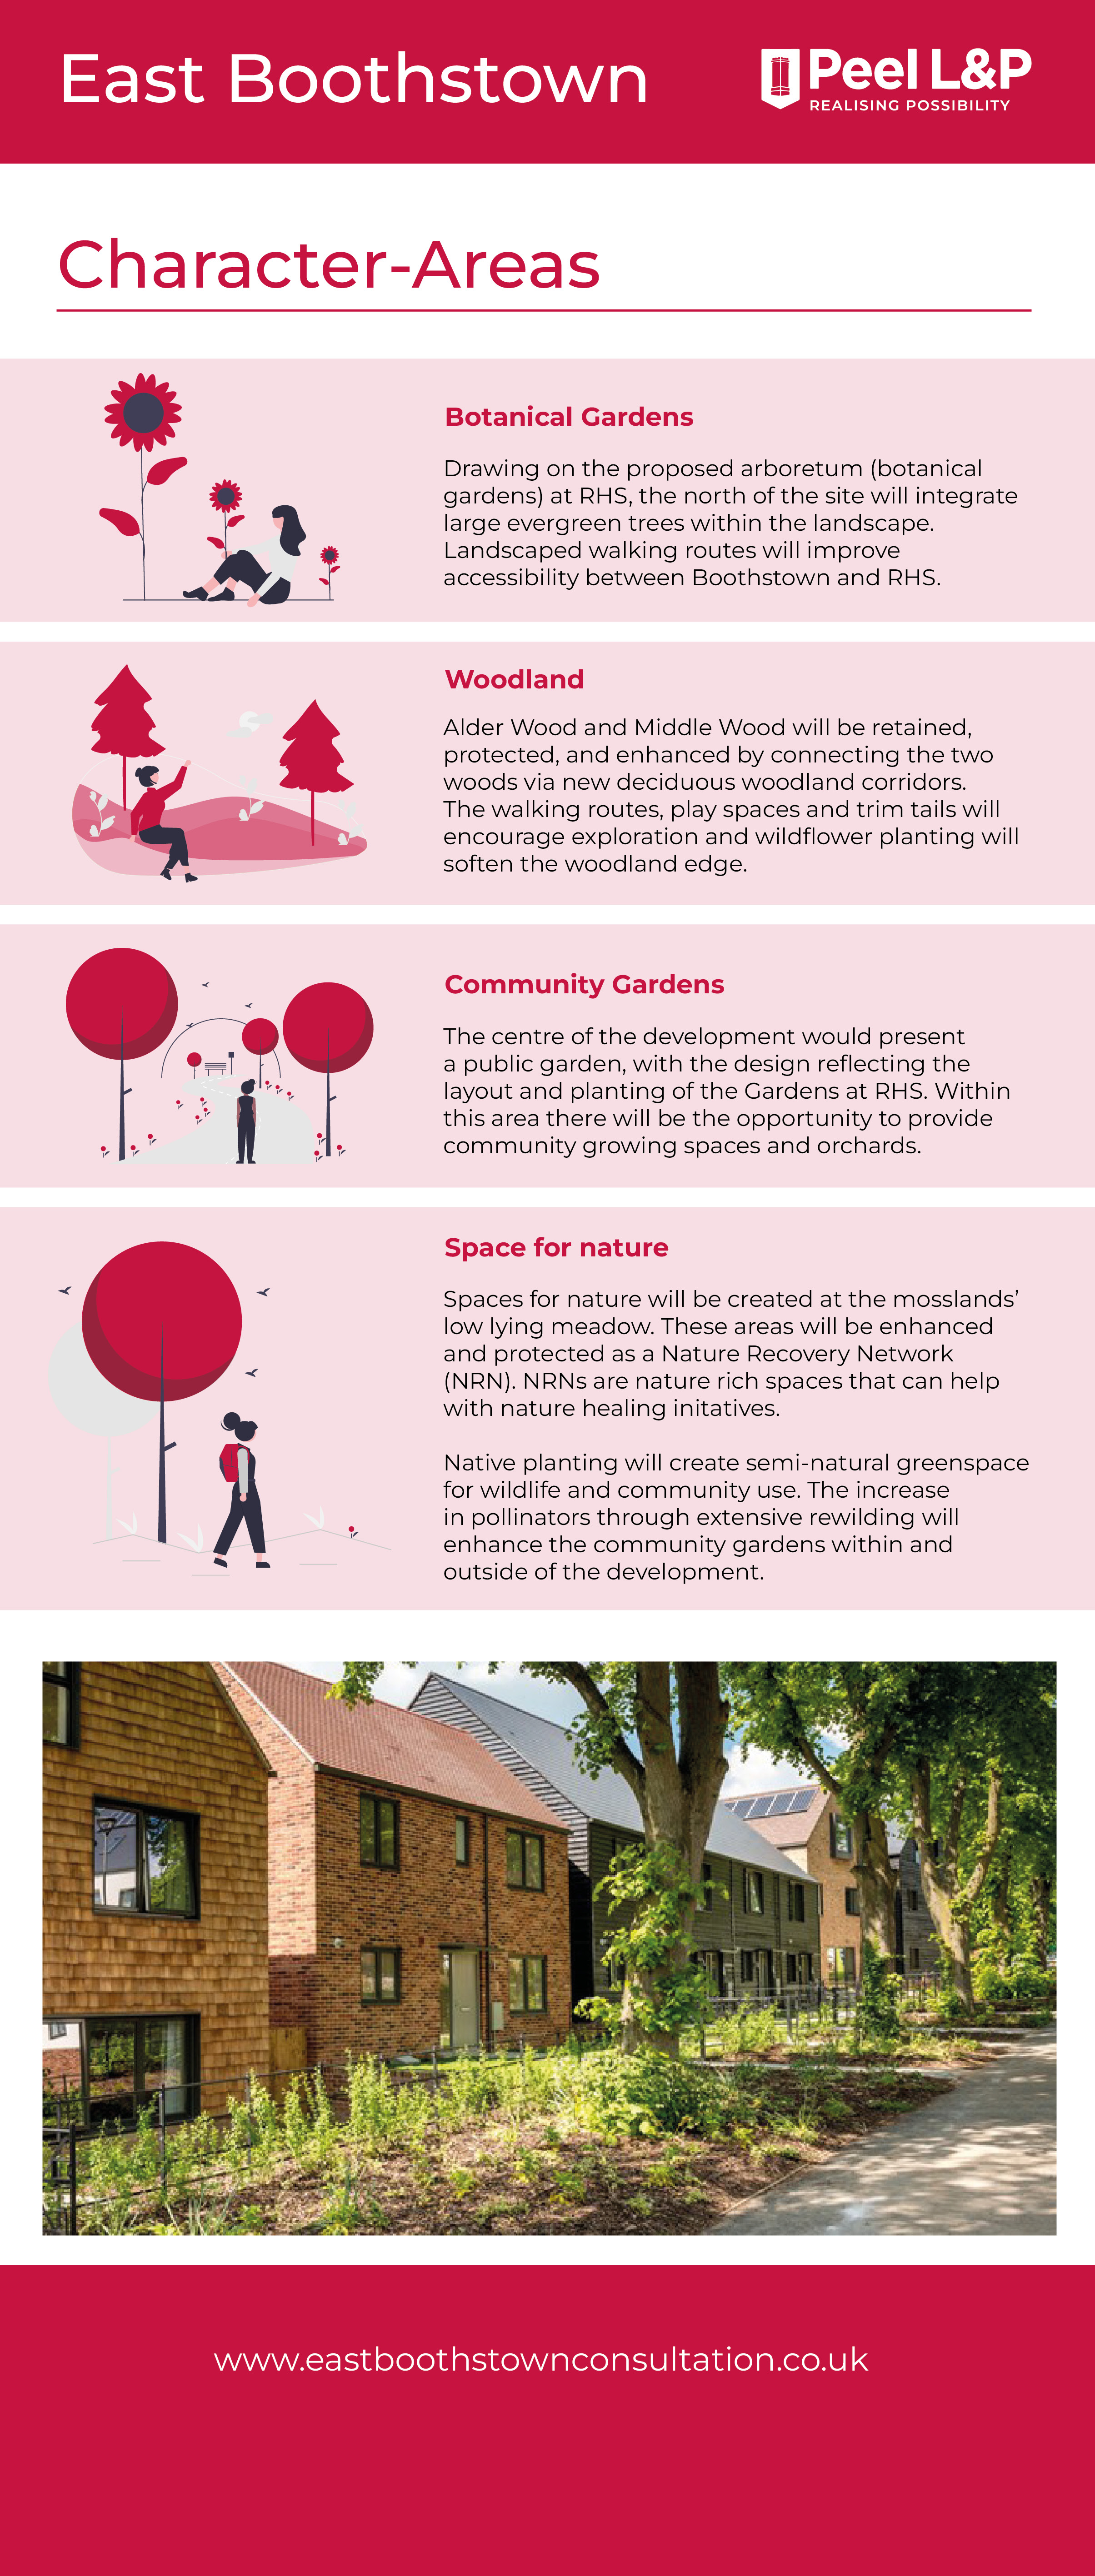 East Boothstown
Peel L&P
REALISING POSSIBILITY
Character-Areas
Botanical Gardens
Drawing on the proposed arboretum (botanical
gardens) at RHS, the north of the site will integrate
large evergreen trees within the landscape.
Landscaped walking routes will improve
accessibility between Boothstown and RHS.
Woodland
Alder Wood and Middle Wood will be retained,
protected, and enhanced by connecting the two
woods via new deciduous woodland corridors.
The walking routes, play spaces and trim tails will
encourage exploration and wildflower planting will
soften the woodland edge.
Community Gardens
The centre of the development would present
a public garden, with the design reflecting the
layout and planting of the Gardens at RHS. Within
this area there will be the opportunity to provide
community growing spaces and orchards.
Space for nature
Spaces for nature will be created at the mosslands’
low lying meadow. These areas will be enhanced
and protected as a Nature Recovery Network
(NRN). NRNs are nature rich spaces that can help
with nature healing initatives.
Native planting will create semi-natural greenspace
for wildlife and community use. The increase
in pollinators through extensive rewilding will
enhance the community gardens within and
outside of the development.
www.eastboothstownconsultation.co.uk